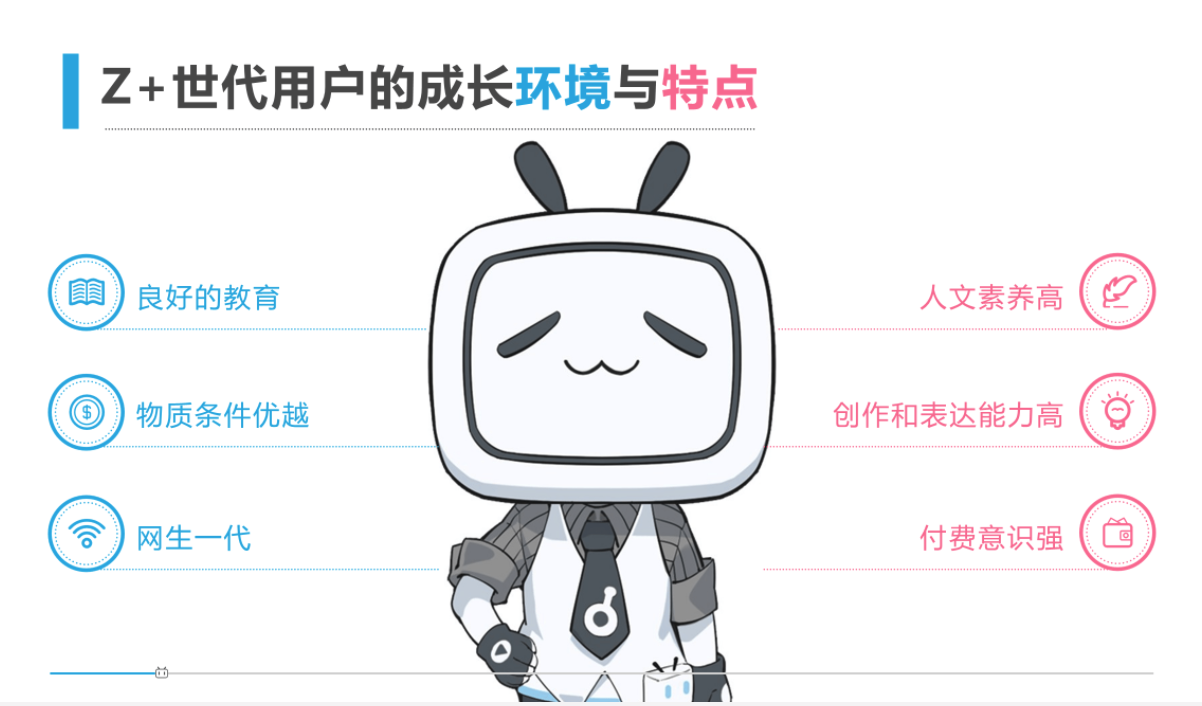 Z+世代用户的成长环境与特点
良好的教育
物质条件优越
网生一代
人文素养高
创作和表达能力高
付费意识强